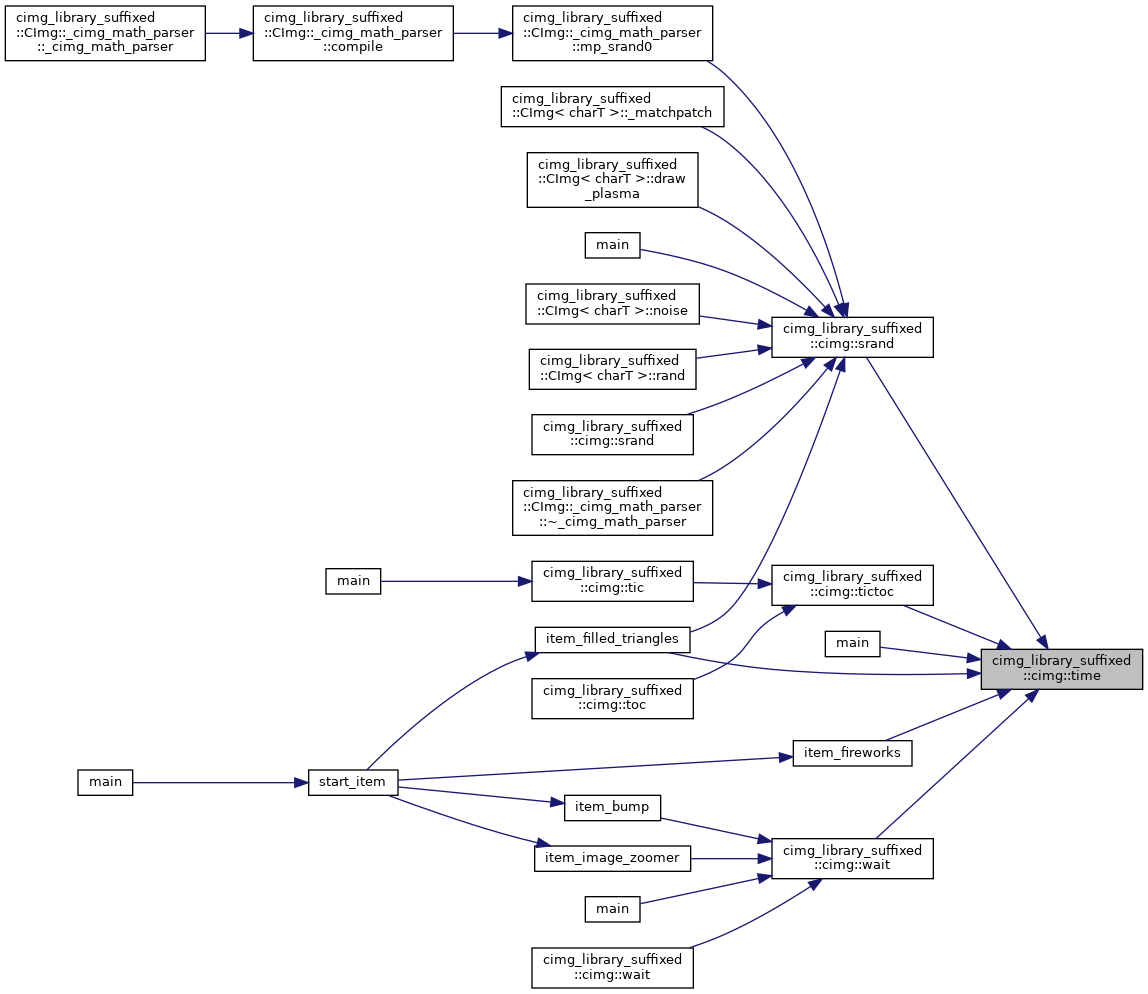 cimg_library_suffixed
::CImg::_cimg_math_parser
::_cimg_math_parser
cimg_library_suffixed
::CImg::_cimg_math_parser
::compile
cimg_library_suffixed
::CImg::_cimg_math_parser
::mp_srand0
cimg_library_suffixed
::CImg< charT >::_matchpatch
cimg_library_suffixed
::CImg< charT >::draw
_plasma
main
cimg_library_suffixed
::CImg< charT >::noise
cimg_library_suffixed
::cimg::srand
cimg_library_suffixed
::CImg< charT >::rand
cimg_library_suffixed
::cimg::srand
cimg_library_suffixed
::CImg::_cimg_math_parser
::~_cimg_math_parser
main
cimg_library_suffixed
::cimg::tic
cimg_library_suffixed
::cimg::tictoc
item_filled_triangles
main
cimg_library_suffixed
::cimg::time
cimg_library_suffixed
::cimg::toc
item_fireworks
main
start_item
item_bump
item_image_zoomer
cimg_library_suffixed
::cimg::wait
main
cimg_library_suffixed
::cimg::wait